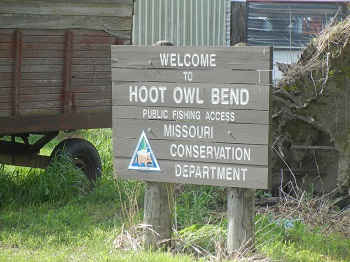 WELCOME
TO
HOOT OWL BEND
PUBLIC FISHING ACCESS
MISSOURI
CONSERVATION
DEPARTMENT